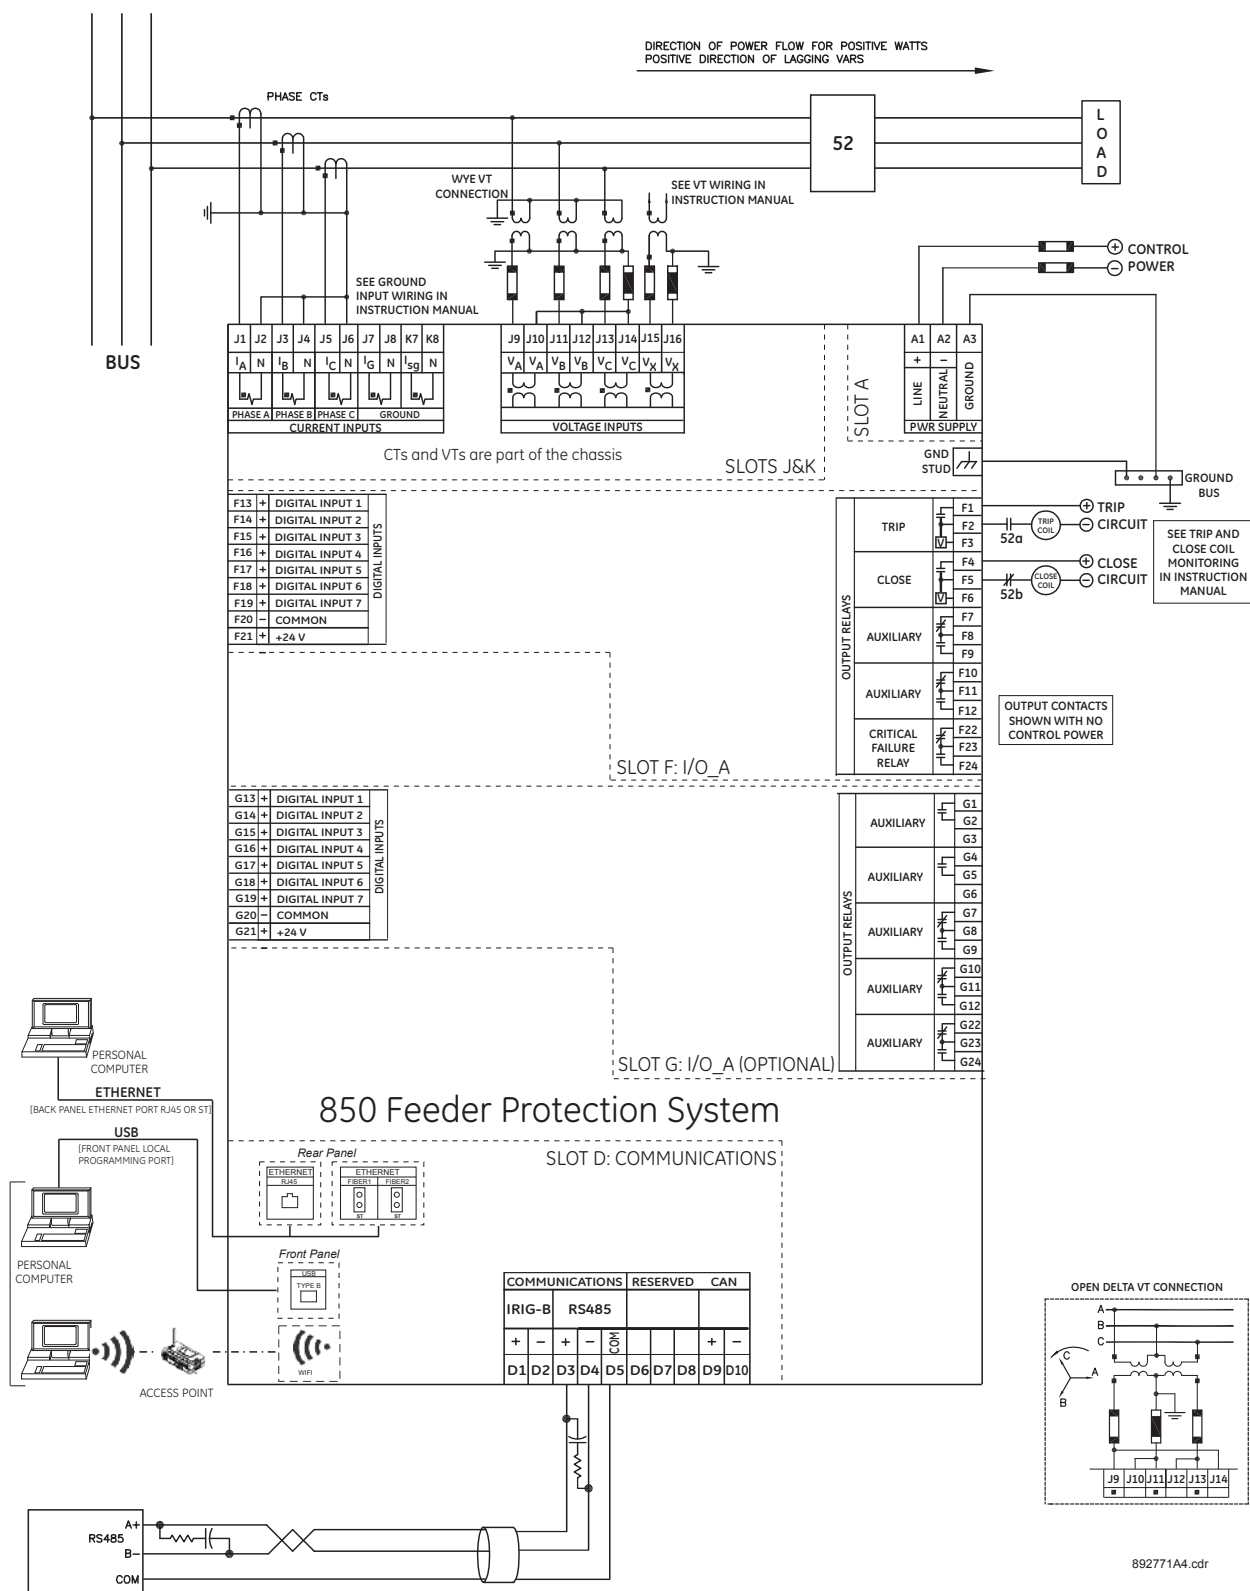 DIRECTION OF POWER FLOW FOR POSITIVE WATTS
POSITIVE DIRECTION OF LAGGING VARS
PHASE CTs
52
L
O
A
D
WYE VT
CONNECTION
SEE VT WIRING IN
INSTRUCTION MANUAL
SEE GROUND
INPUT WIRING IN
INSTRUCTION MANUAL
+ CONTROL
− POWER
BUS
J1 J2 J3 J4 J5 J6 J7 J8 K7 K8
IA N IB N IC N IG N Isg N
PHASE A PHASE B PHASE C GROUND
CURRENT INPUTS
J9 J10 J11 J12 J13 J14 J15 J16
VA VA VB VB VC VC VX VX
VOLTAGE INPUTS
SLOT A
A1 A2 A3
+ −
LINE NEUTRAL GROUND
PWR SUPPLY
CTs and VTs are part of the chassis
SLOTS J&K
GND
STUD
GROUND
BUS
F13 + DIGITAL INPUT 1
F14 + DIGITAL INPUT 2
F15 + DIGITAL INPUT 3
F16 + DIGITAL INPUT 4
F17 + DIGITAL INPUT 5
F18 + DIGITAL INPUT 6
F19 + DIGITAL INPUT 7
F20 − COMMON
F21 + +24 V
DIGITAL INPUTS
OUTPUT RELAYS
TRIP
V
F1
F2
F3
CLOSE
V
F4
F5
F6
AUXILIARY
F7
F8
F9
AUXILIARY
F10
F11
F12
CRITICAL
FAILURE
RELAY
F22
F23
F24
+ TRIP
− CIRCUIT
52a
TRIP
COIL
+ CLOSE
− CIRCUIT
52b
CLOSE
COIL
SEE TRIP AND
CLOSE COIL
MONITORING
IN INSTRUCTION
MANUAL
OUTPUT CONTACTS
SHOWN WITH NO
CONTROL POWER
SLOT F: I/O_A
G13 + DIGITAL INPUT 1
G14 + DIGITAL INPUT 2
G15 + DIGITAL INPUT 3
G16 + DIGITAL INPUT 4
G17 + DIGITAL INPUT 5
G18 + DIGITAL INPUT 6
G19 + DIGITAL INPUT 7
G20 − COMMON
G21 + +24 V
DIGITAL INPUTS
OUTPUT RELAYS
AUXILIARY
G1
G2
G3
AUXILIARY
G4
G5
G6
AUXILIARY
G7
G8
G9
AUXILIARY
G10
G11
G12
AUXILIARY
G22
G23
G24
SLOT G: I/O_A (OPTIONAL)
PERSONAL
COMPUTER
ETHERNET
[BACK PANEL ETHERNET PORT RJ45 OR ST]
USB
[FRONT PANEL LOCAL
PROGRAMMING PORT]
850 Feeder Protection System
SLOT D: COMMUNICATIONS
Rear Panel
ETHERNET
RJ45
ETHERNET
FIBER1 FIBER2
ST ST
Front Panel
USB
TYPE B
WIFI
PERSONAL
COMPUTER
ACCESS POINT
COMMUNICATIONS RESERVED CAN
IRIG-B RS485
+ − + − COM + −
D1 D2 D3 D4 D5 D6 D7 D8 D9 D10
OPEN DELTA VT CONNECTION
A
B
C
C
A
B
J9 J10 J11 J12 J13 J14
RS485
A+
B−
COM
892771A4.cdr